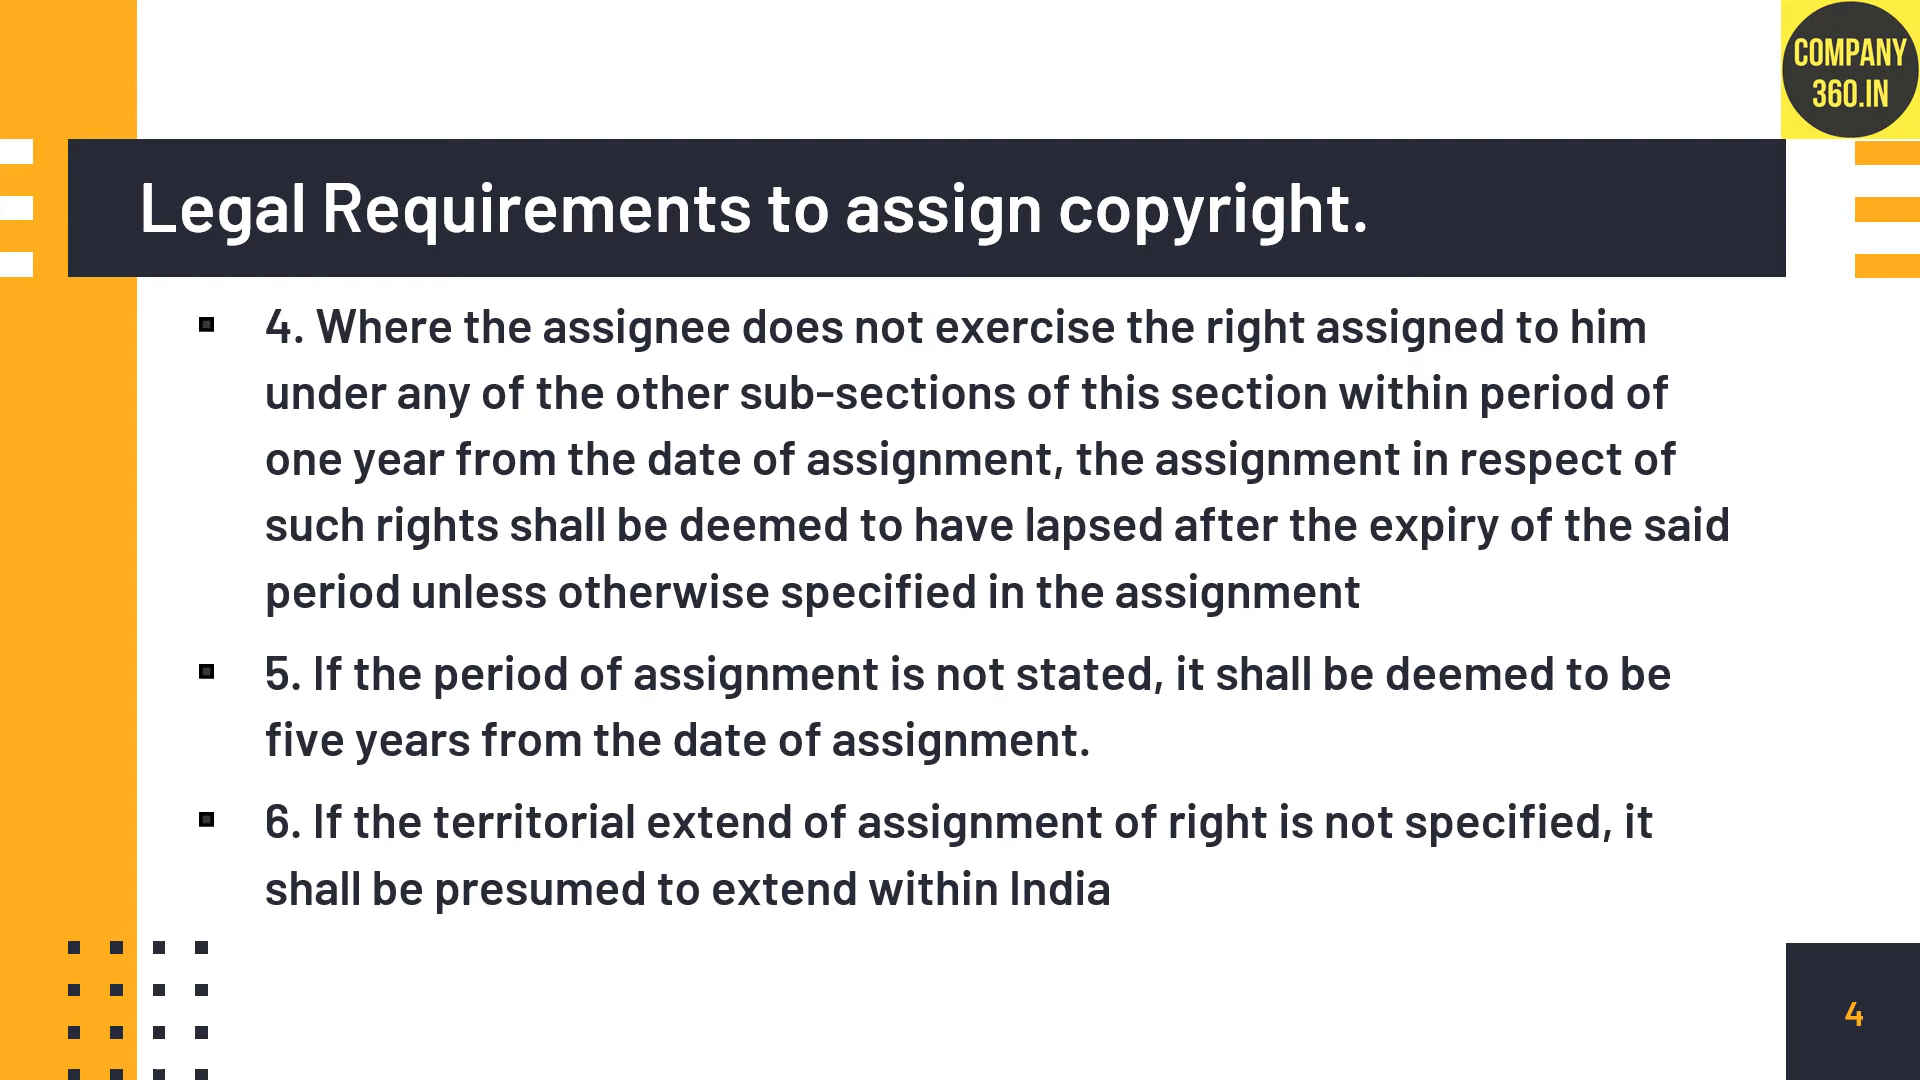 COMPANY
360.IN
Legal Requirements to assign copyright.
4. Where the assignee does not exercise the right assigned to him
under any of the other sub-sections of this section within period of
one year from the date of assignment, the assignment in respect of
such rights shall be deemed to have lapsed after the expiry of the said
period unless otherwise specified in the assignment
5. If the period of assignment is not stated, it shall be deemed to be
five years from the date of assignment.
6. If the territorial extend of assignment of right is not specified, it
shall be presumed to extend within India
4